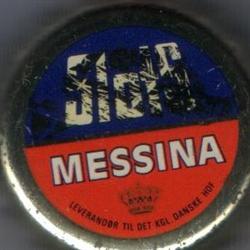 MESSINA
LEVERANDØR TIL DET KGL. DANSKE HOF